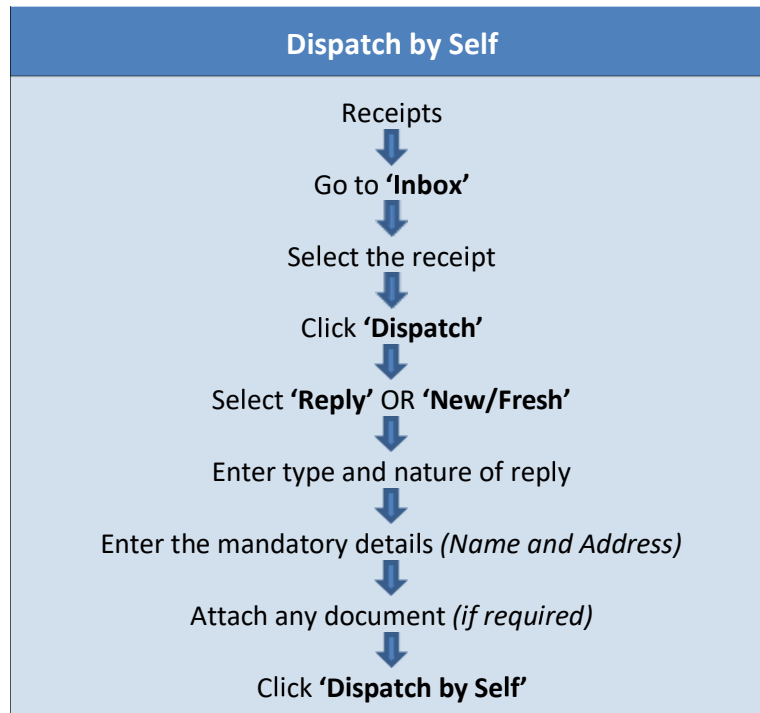 Dispatch by Self
Receipts
Go to ‘Inbox’
Select the receipt
Click ‘Dispatch’
Select ‘Reply’ OR ‘New/Fresh’
Enter type and nature of reply
Enter the mandatory details (Name and Address)
Attach any document (if required)
Click ‘Dispatch by Self’